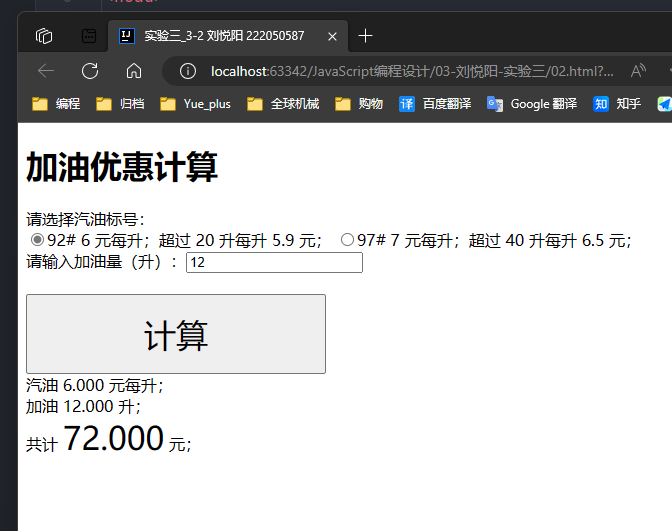 实验三_3-2 刘悦阳 222050587
localhost:63342/JavaScript编程设计/03-刘悦阳-实验三/02.html?...
编程 归档 Yue_plus 全球机械 购物 译 百度翻译 Google 翻译 知 知乎
加油优惠计算
请选择汽油标号：
92# 6 元每升；超过 20 升每升 5.9 元； 97# 7 元每升；超过 40 升每升 6.5 元；
请输入加油量（升）： 12
计算
汽油 6.000 元每升；
加油 12.000 升；
共计 72.000 元；